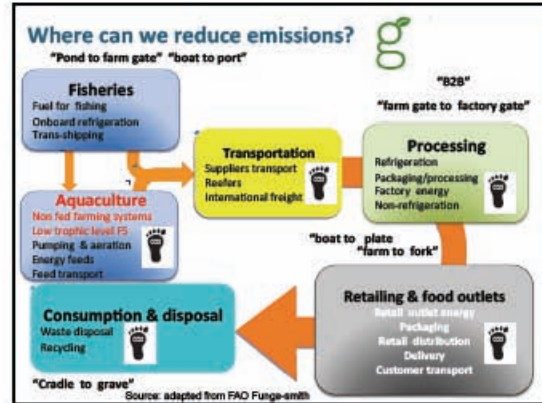 Where can we reduce emissions?
"Pond to farm gate" "boat to port"
Fisheries
Fuel for fishing
Onboard refrigeration
Trans-shipping
"B2B"
"farm gate to factory gate"
Transportation
Suppliers transport
Reefers
International freight
Processing
Refrigeration
Packaging/processing
Factory energy
Non-refrigeration
Aquaculture
Non fed farming systems
Low trophic level FS
Pumping & aeration
Energy feeds
Feed transport
"boat to plate
"farm to fork"
Retailing & food outlets
Retail outlet energy
Packaging
Retail distribution
Delivery
Customer transport
Consumption & disposal
Waste disposal
Recycling
"Cradle to grave"
Source: adapted from FAO Funge-smith